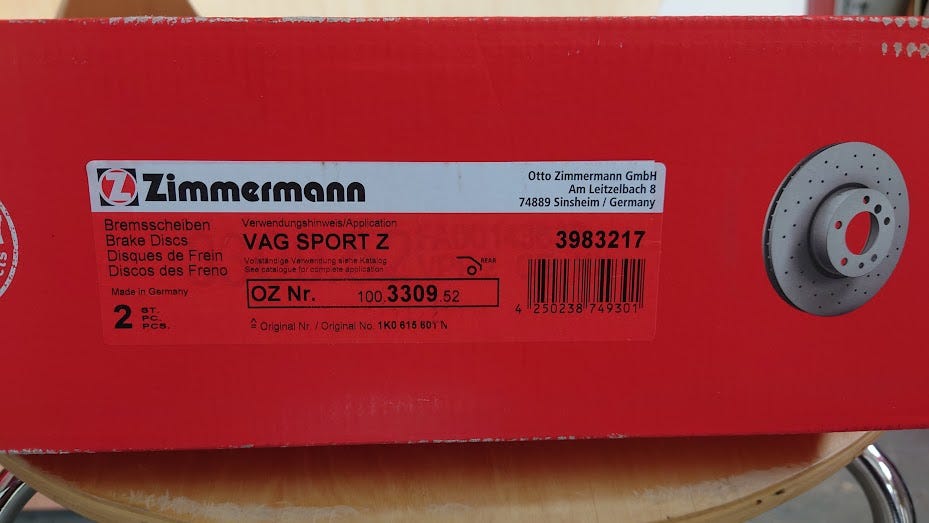 Z Zimmermann
Otto Zimmermann GmbH
Am Leitzelbach 8
74889 Sinsheim / Germany
Bremsscheiben
Brake Discs
Disques de Frein
Discos des Freno
Made in Germany
2 ST.
PC.
PCS.
Verwendungshinweis/Application
VAG SPORT Z
Vollständige Verwendung siehe Katalog
See catalogue for complete application
REAR
OZ Nr. 100.3309.52
≙ Original Nr. / Original No. 1K0 615 601 N
3983217
4 250238 749301